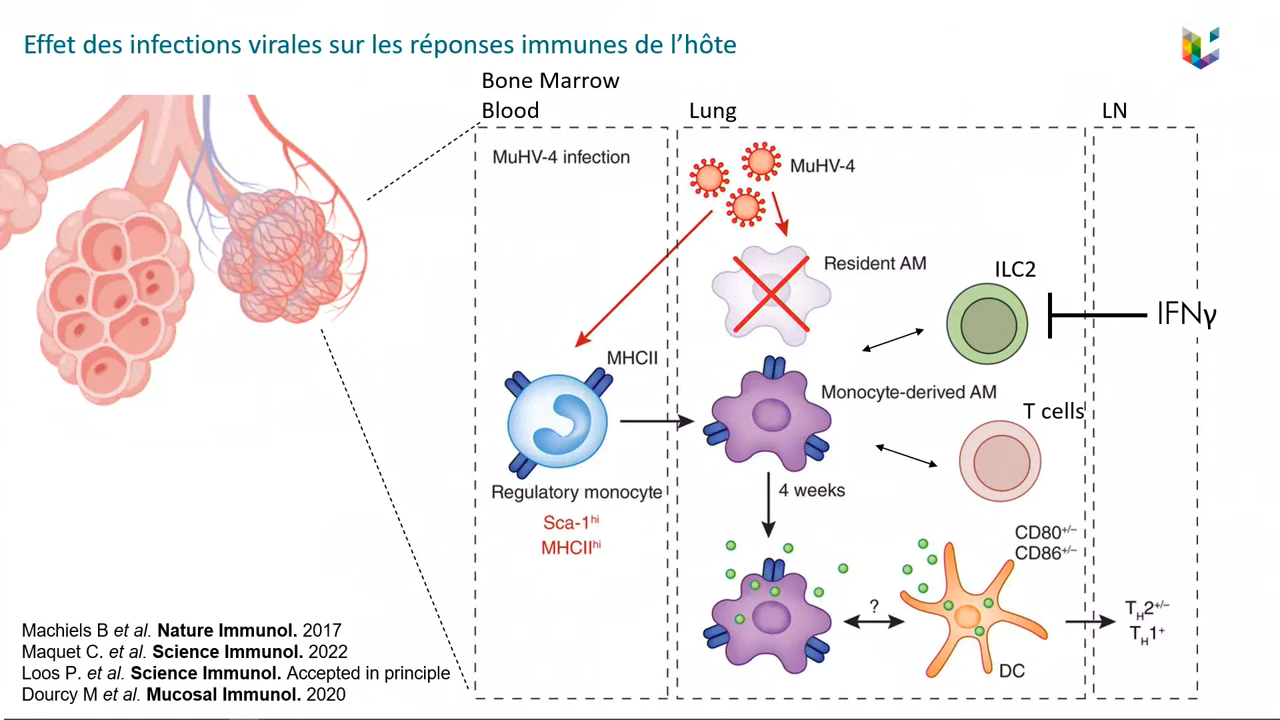 Effet des infections virales sur les réponses immunes de l’hôte
Bone Marrow
Blood
Lung
LN
MuHV-4 infection
MuHV-4
Resident AM
ILC2
IFNγ
MHCII
Monocyte-derived AM
T cells
Regulatory monocyte
Sca-1hi
MHCIIhi
4 weeks
CD80+/−
CD86+/−
?
TH2+/−
TH1+
DC
Machiels B et al. Nature Immunol. 2017
Maquet C. et al. Science Immunol. 2022
Loos P. et al. Science Immunol. Accepted in principle
Dourcy M et al. Mucosal Immunol. 2020